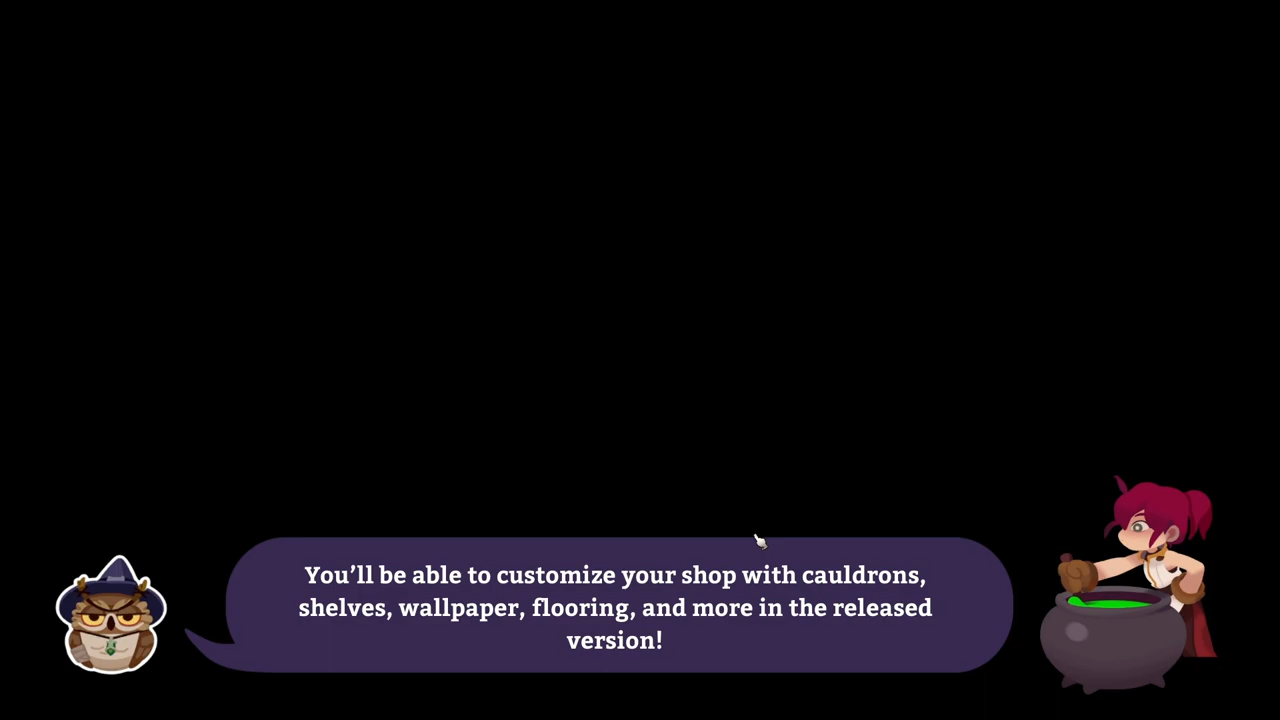 You’ll be able to customize your shop with cauldrons,
shelves, wallpaper, flooring, and more in the released
version!